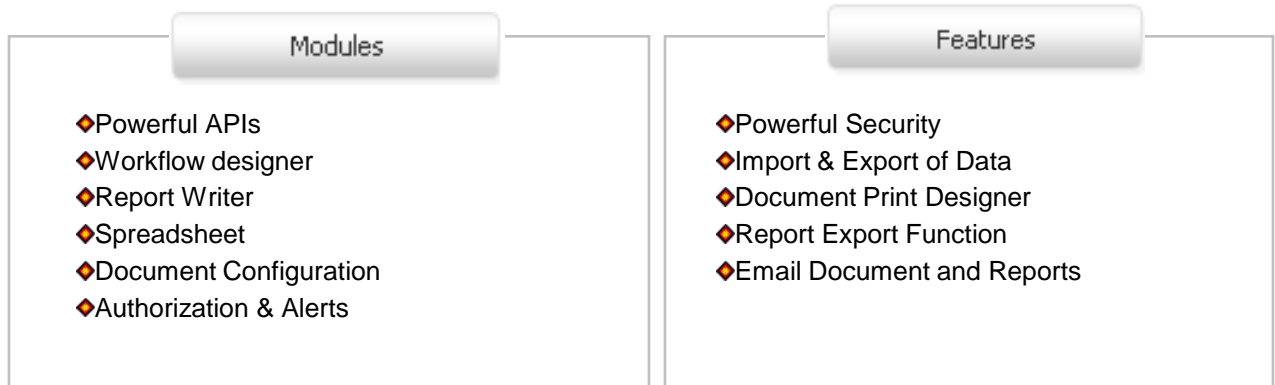 Modules
Powerful APIs
Workflow designer
Report Writer
Spreadsheet
Document Configuration
Authorization & Alerts
Features
Powerful Security
Import & Export of Data
Document Print Designer
Report Export Function
Email Document and Reports